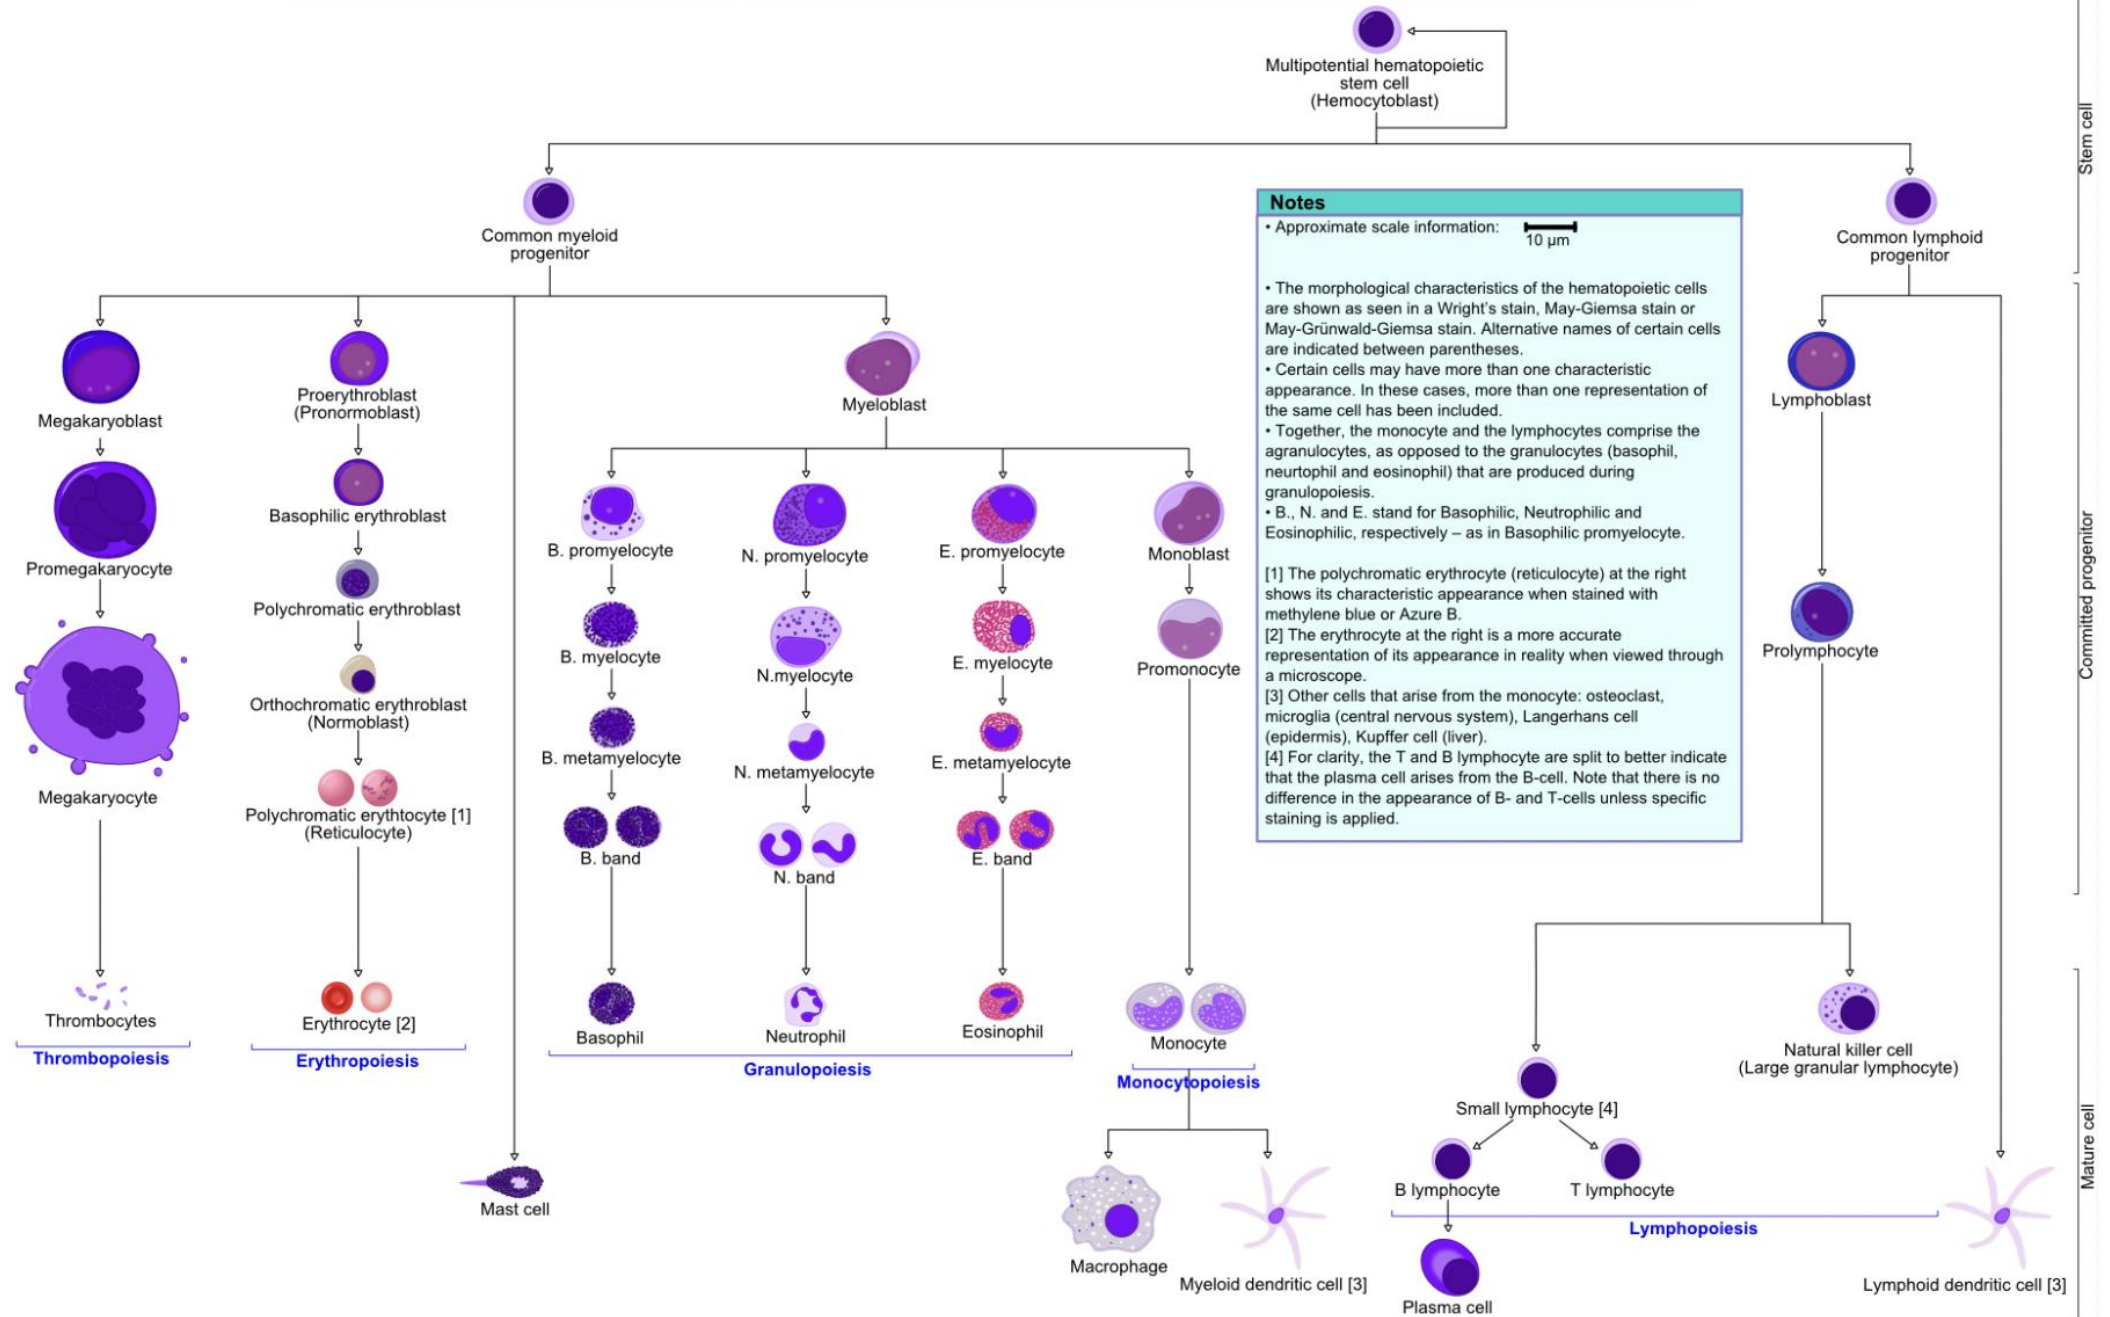 Multipotential hematopoietic
stem cell
(Hemocytoblast)
Stem cell
Common myeloid
progenitor
Common lymphoid
progenitor
Notes
• Approximate scale information:
10 µm
• The morphological characteristics of the hematopoietic cells
are shown as seen in a Wright's stain, May-Giemsa stain or
May-Grünwald-Giemsa stain. Alternative names of certain cells
are indicated between parentheses.
• Certain cells may have more than one characteristic
appearance. In these cases, more than one representation of
the same cell has been included.
• Together, the monocyte and the lymphocytes comprise the
agranulocytes, as opposed to the granulocytes (basophil,
neurtophil and eosinophil) that are produced during
granulopoiesis.
• B., N. and E. stand for Basophilic, Neutrophilic and
Eosinophilic, respectively – as in Basophilic promyelocyte.
[1] The polychromatic erythrocyte (reticulocyte) at the right
shows its characteristic appearance when stained with
methylene blue or Azure B.
[2] The erythrocyte at the right is a more accurate
representation of its appearance in reality when viewed through
a microscope.
[3] Other cells that arise from the monocyte: osteoclast,
microglia (central nervous system), Langerhans cell
(epidermis), Kupffer cell (liver).
[4] For clarity, the T and B lymphocyte are split to better indicate
that the plasma cell arises from the B-cell. Note that there is no
difference in the appearance of B- and T-cells unless specific
staining is applied.
Megakaryoblast
Promegakaryocyte
Megakaryocyte
Thrombocytes
Thrombopoiesis
Proerythroblast
(Pronormoblast)
Basophilic erythroblast
Polychromatic erythroblast
Orthochromatic erythroblast
(Normoblast)
Polychromatic erythtocyte [1]
(Reticulocyte)
Erythrocyte [2]
Erythropoiesis
Mast cell
Myeloblast
B. promyelocyte
B. myelocyte
B. metamyelocyte
B. band
Basophil
N. promyelocyte
N.myelocyte
N. metamyelocyte
N. band
Neutrophil
E. promyelocyte
E. myelocyte
E. metamyelocyte
E. band
Eosinophil
Granulopoiesis
Monoblast
Promonocyte
Monocyte
Monocytopoiesis
Macrophage
Myeloid dendritic cell [3]
Lymphoblast
Prolymphocyte
Committed progenitor
Natural killer cell
(Large granular lymphocyte)
Small lymphocyte [4]
B lymphocyte
T lymphocyte
Lymphopoiesis
Plasma cell
Lymphoid dendritic cell [3]
Mature cell